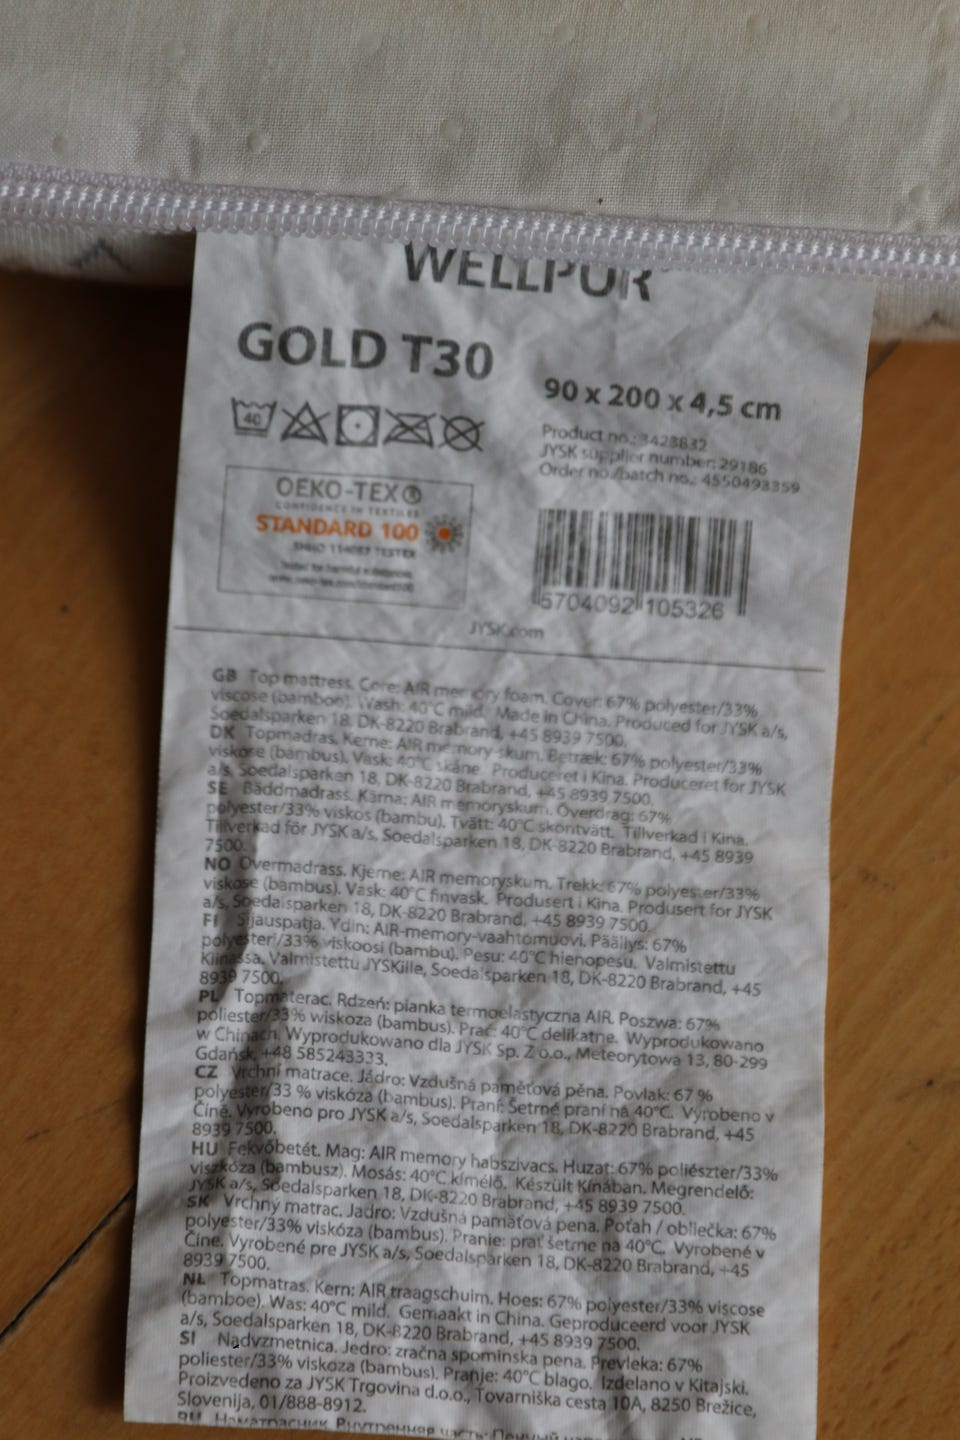 WELLPUR
GOLD T30
90 x 200 x 4,5 cm
40
Product no.: 3423832
JYSK supplier number: 29186
Order no./batch no.: 4550493359
OEKO-TEX®
CONFIDENCE IN TEXTILES
STANDARD 100
TESTEX
Tested for harmful substances
5704092 105326
JYSK.com
GB Top mattress. Core: AIR memory foam. Cover: 67% polyester/33%
viscose (bamboo). Wash: 40°C mild. Made in China. Produced for JYSK a/s,
Soedalsparken 18, DK-8220 Brabrand, +45 8939 7500.
DK Topmadras. Kerne: AIR memory-skum. Betræk: 67% polyester/33%
viskose (bambus). Vask: 40°C skåne. Produceret i Kina. Produceret for JYSK
a/s, Soedalsparken 18, DK-8220 Brabrand, +45 8939 7500.
SE Bäddmadrass. Kärna: AIR memoryskum. Överdrag: 67%
polyester/33% viskos (bambu). Tvätt: 40°C skontvätt. Tillverkad i Kina.
Tillverkad för JYSK a/s, Soedalsparken 18, DK-8220 Brabrand, +45 8939
7500.
NO Overmadrass. Kjerne: AIR memoryskum. Trekk: 67% polyester/33%
viskose (bambus). Vask: 40°C finvask. Produsert i Kina. Produsert for JYSK
a/s, Soedalsparken 18, DK-8220 Brabrand, +45 8939 7500.
FI Sijauspatja. Ydin: AIR-memory-vaahtomuovi. Päällys: 67%
polyesteri/33% viskoosi (bambu). Pesu: 40°C hienopesu. Valmistettu
Kiinassa. Valmistettu JYSKille, Soedalsparken 18, DK-8220 Brabrand, +45
8939 7500.
PL Topmaterac. Rdzeń: pianka termoelastyczna AIR. Poszwa: 67%
poliester/33% wiskoza (bambus). Prać: 40°C delikatne. Wyprodukowano
w Chinach. Wyprodukowano dla JYSK Sp. Z o.o., Meteorytowa 13, 80-299
Gdańsk, +48 585243333.
CZ Vrchní matrace. Jádro: Vzdušná paměťová pěna. Povlak: 67 %
polyester/33 % viskóza (bambus). Praní: Šetrné praní na 40°C. Vyrobeno v
Číně. Vyrobeno pro JYSK a/s, Soedalsparken 18, DK-8220 Brabrand, +45
8939 7500.
HU Fekvőbetét. Mag: AIR memory habszivacs. Huzat: 67% poliészter/33%
viszkóza (bambusz). Mosás: 40°C kímélő. Készült Kínában. Megrendelő:
JYSK a/s, Soedalsparken 18, DK-8220 Brabrand, +45 8939 7500.
SK Vrchný matrac. Jadro: Vzdušná pamäťová pena. Poťah / obliečka: 67%
polyester/33% viskóza (bambus). Pranie: prať šetrne na 40°C. Vyrobené v
Číne. Vyrobené pre JYSK a/s, Soedalsparken 18, DK-8220 Brabrand, +45
8939 7500.
NL Topmatras. Kern: AIR traagschuim. Hoes: 67% polyester/33% viscose
(bamboe). Was: 40°C mild. Gemaakt in China. Geproduceerd voor JYSK
a/s, Soedalsparken 18, DK-8220 Brabrand, +45 8939 7500.
SI Nadvzmetnica. Jedro: zračna spominska pena. Prevleka: 67%
poliester/33% viskoza (bambus). Pranje: 40°C blago. Izdelano v Kitajski.
Proizvedeno za JYSK Trgovina d.o.o., Tovarniška cesta 10A, 8250 Brežice,
Slovenija, 01/888-8912.
RU Наматрасник. Внутренняя часть: